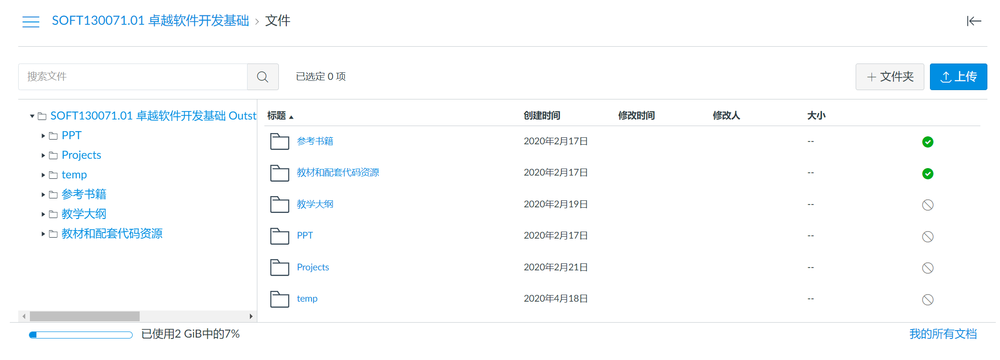 SOFT130071.01 卓越软件开发基础 › 文件
搜索文件
已选定 0 项
文件夹
上传
SOFT130071.01 卓越软件开发基础 Outst
PPT
Projects
temp
参考书籍
教学大纲
教材和配套代码资源
标题 创建时间 修改时间 修改人 大小
参考书籍 2020年2月17日 --
教材和配套代码资源 2020年2月17日 --
教学大纲 2020年2月19日 --
PPT 2020年2月17日 --
Projects 2020年2月21日 --
temp 2020年4月18日 --
已使用2 GiB中的7%
我的所有文档